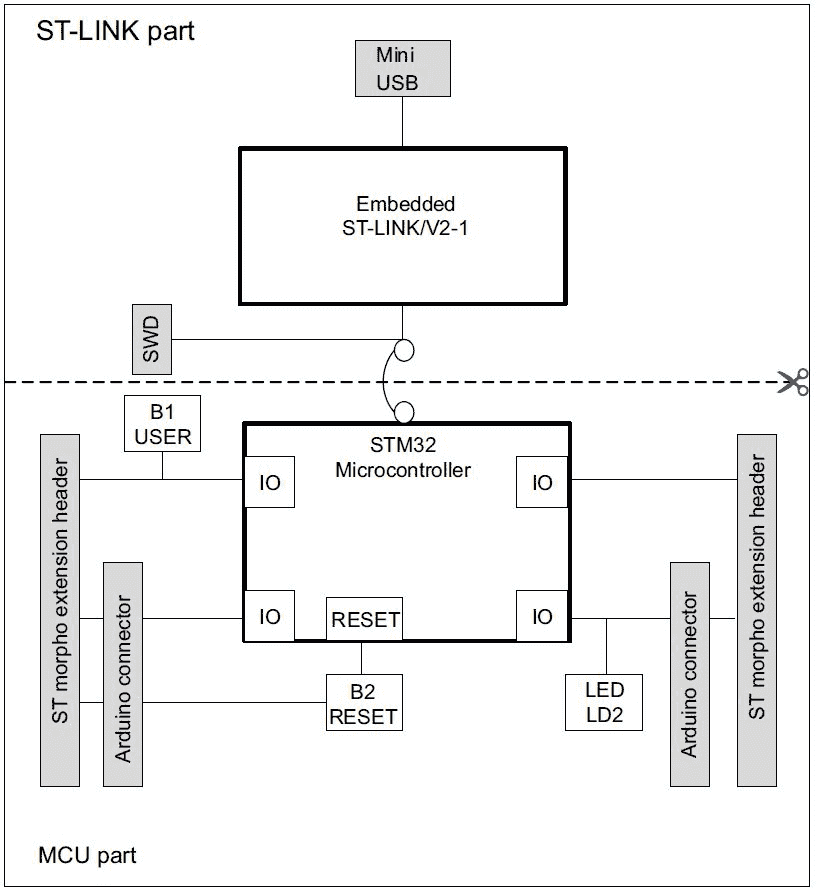 ST-LINK part
Mini
USB
Embedded
ST-LINK/V2-1
SWD
B1
USER
STM32
Microcontroller
IO
IO
ST morpho extension header
ST morpho extension header
Arduino connector
Arduino connector
IO
RESET
IO
B2
RESET
LED
LD2
MCU part